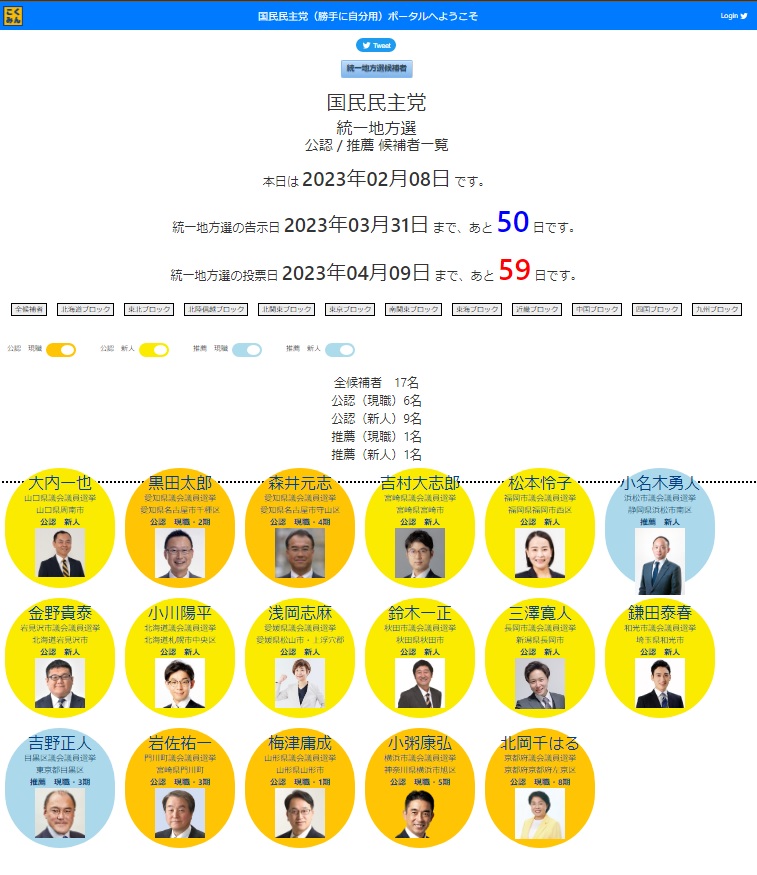 こく
みん
国民民主党（勝手に自分用）ポータルへようこそ
Login
Tweet
統一地方選候補者
国民民主党
統一地方選
公認 / 推薦 候補者一覧
本日は 2023年02月08日 です。
統一地方選の告示日 2023年03月31日 まで、あと 50 日です。
統一地方選の投票日 2023年04月09日 まで、あと 59 日です。
全候補者 北海道ブロック 東北ブロック 北陸信越ブロック 北関東ブロック 東京ブロック 南関東ブロック 東海ブロック 近畿ブロック 中国ブロック 四国ブロック 九州ブロック
公認　現職 公認　新人 推薦　現職 推薦　新人
全候補者　17名
公認（現職）6名
公認（新人）9名
推薦（現職）1名
推薦（新人）1名
大内一也
山口県議会議員選挙
山口県周南市
公認　新人
黒田太郎
愛知県議会議員選挙
愛知県名古屋市千種区
公認　現職・2期
森井元志
愛知県議会議員選挙
愛知県名古屋市守山区
公認　現職・4期
吉村大志郎
宮崎県議会議員選挙
宮崎県宮崎市
公認　新人
松本怜子
福岡市議会議員選挙
福岡県福岡市西区
公認　新人
小名木勇人
浜松市議会議員選挙
静岡県浜松市南区
推薦　新人
金野貴泰
岩見沢市議会議員選挙
北海道岩見沢市
公認　新人
小川陽平
北海道議会議員選挙
北海道札幌市中央区
公認　新人
浅岡志麻
愛媛県議会議員選挙
愛媛県松山市・上浮穴郡
公認　新人
鈴木一正
秋田市議会議員選挙
秋田県秋田市
公認　新人
三澤寛人
長岡市議会議員選挙
新潟県長岡市
公認　新人
鎌田泰春
和光市議会議員選挙
埼玉県和光市
公認　新人
吉野正人
目黒区議会議員選挙
東京都目黒区
推薦　現職・3期
岩佐祐一
門川町議会議員選挙
宮崎県門川町
公認　現職・3期
梅津庸成
山形県議会議員選挙
山形県山形市
公認　現職・1期
小粥康弘
横浜市議会議員選挙
神奈川県横浜市旭区
公認　現職・5期
北岡千はる
京都府議会議員選挙
京都府京都府左京区
公認　現職・8期